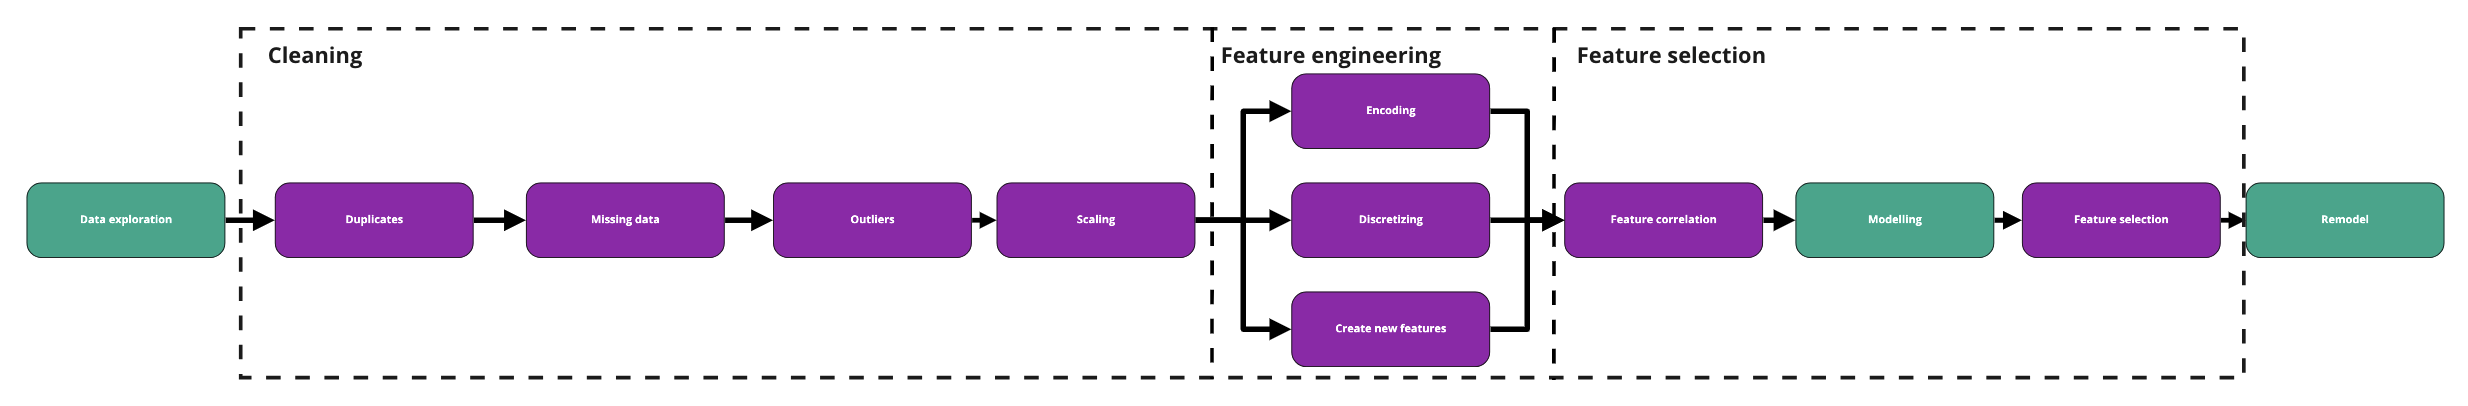 Cleaning
Feature engineering
Feature selection
Data exploration
Duplicates
Missing data
Outliers
Scaling
Encoding
Discretizing
Create new features
Feature correlation
Modelling
Feature selection
Remodel